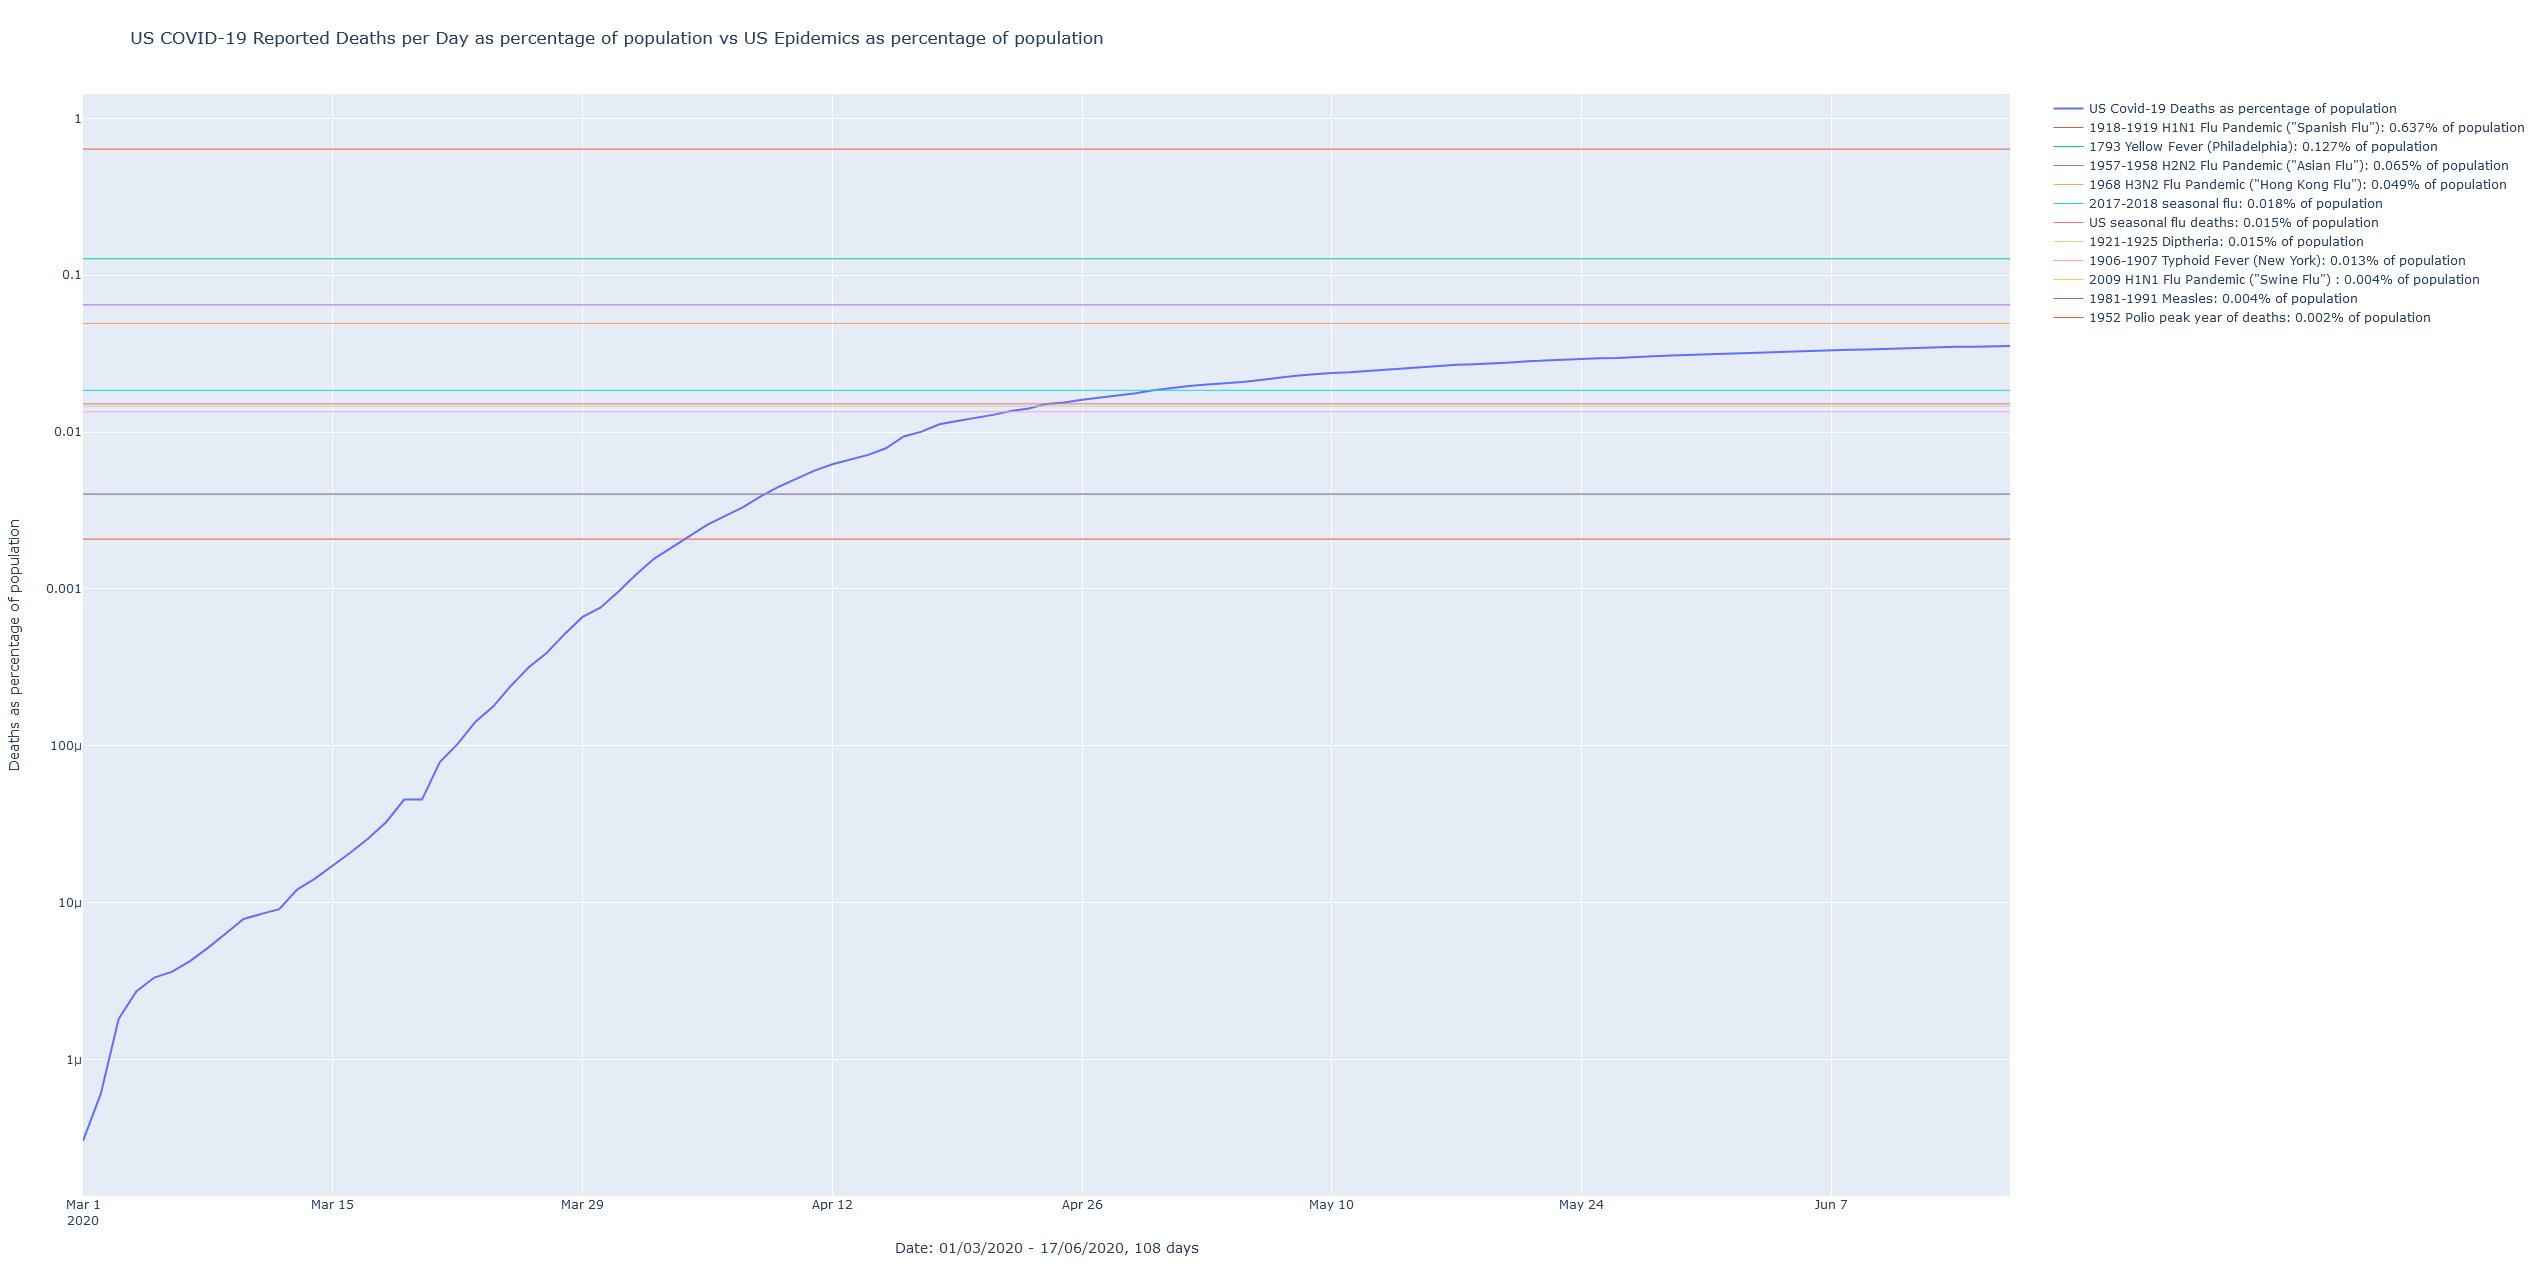 US COVID-19 Reported Deaths per Day as percentage of population vs US Epidemics as percentage of population
US Covid-19 Deaths as percentage of population
1918-1919 H1N1 Flu Pandemic ("Spanish Flu"): 0.637% of population
1793 Yellow Fever (Philadelphia): 0.127% of population
1957-1958 H2N2 Flu Pandemic ("Asian Flu"): 0.065% of population
1968 H3N2 Flu Pandemic ("Hong Kong Flu"): 0.049% of population
2017-2018 seasonal flu: 0.018% of population
US seasonal flu deaths: 0.015% of population
1921-1925 Diptheria: 0.015% of population
1906-1907 Typhoid Fever (New York): 0.013% of population
2009 H1N1 Flu Pandemic ("Swine Flu") : 0.004% of population
1981-1991 Measles: 0.004% of population
1952 Polio peak year of deaths: 0.002% of population
Deaths as percentage of population
1
0.1
0.01
0.001
100μ
10μ
1μ
Mar 1
2020
Mar 15
Mar 29
Apr 12
Apr 26
May 10
May 24
Jun 7
Date: 01/03/2020 - 17/06/2020, 108 days